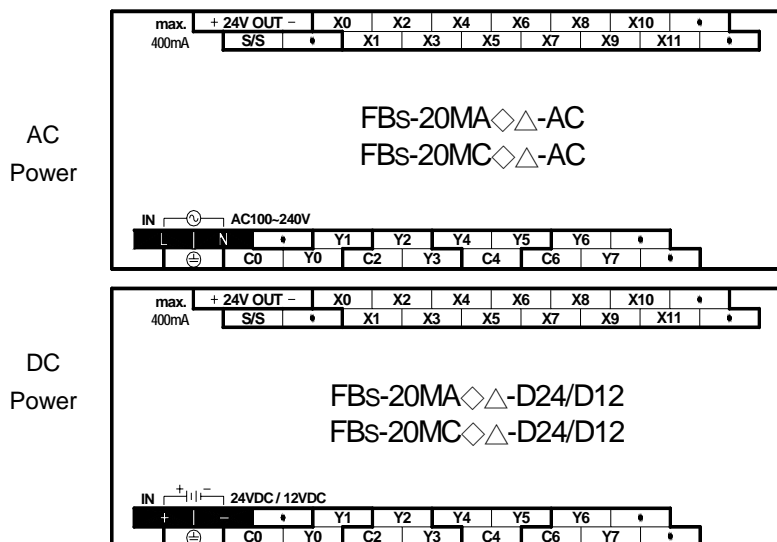 max. + 24V OUT − X0 X2 X4 X6 X8 X10
400mA S/S X1 X3 X5 X7 X9 X11
AC
Power
FBs-20MA◇△-AC
FBs-20MC◇△-AC
IN AC100~240V
L N Y1 Y2 Y4 Y5 Y6
C0 Y0 C2 Y3 C4 C6 Y7
max. + 24V OUT − X0 X2 X4 X6 X8 X10
400mA S/S X1 X3 X5 X7 X9 X11
DC
Power
FBs-20MA◇△-D24/D12
FBs-20MC◇△-D24/D12
+ −
IN 24VDC / 12VDC
+ − Y1 Y2 Y4 Y5 Y6
C0 Y0 C2 Y3 C4 C6 Y7